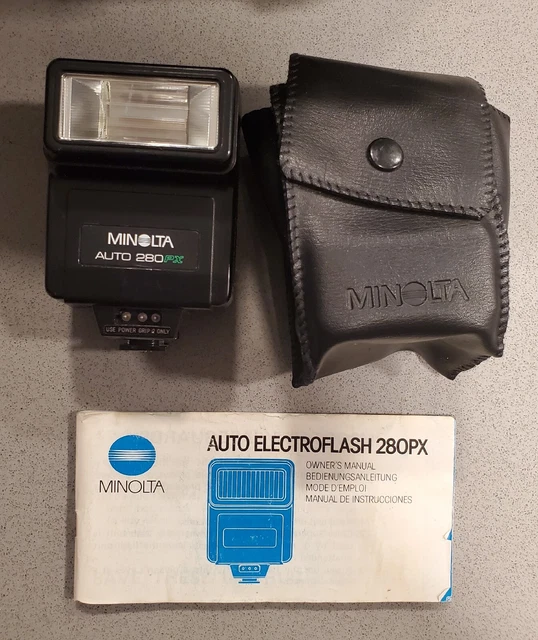 MINOLTA
AUTO 280PX
USE POWER GRIP 2 ONLY
MINOLTA
MINOLTA
AUTO ELECTROFLASH 280PX
OWNER'S MANUAL
BEDIENUNGSANLEITUNG
MODE D'EMPLOI
MANUAL DE INSTRUCCIONES